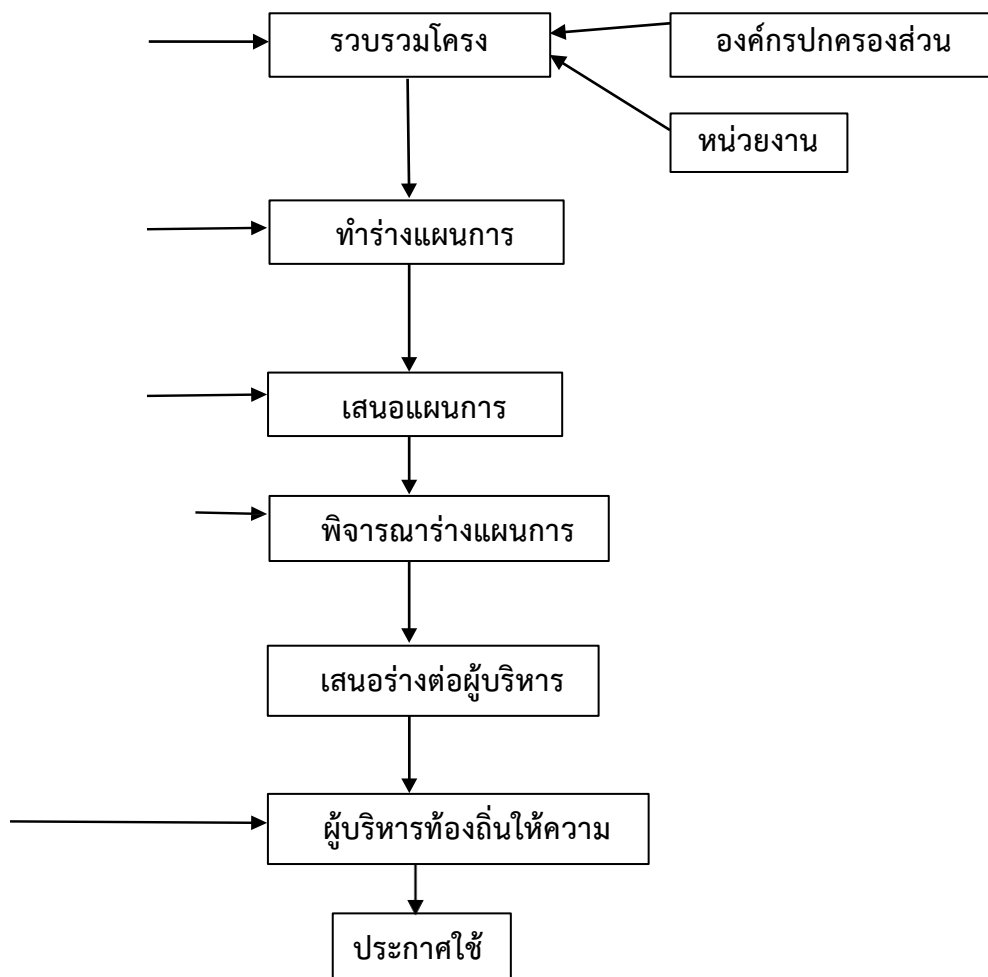 รวบรวมโครง
องค์กรปกครองส่วน
หน่วยงาน
ทำร่างแผนการ
เสนอแผนการ
พิจารณาร่างแผนการ
เสนอร่างต่อผู้บริหาร
ผู้บริหารท้องถิ่นให้ความ
ประกาศใช้